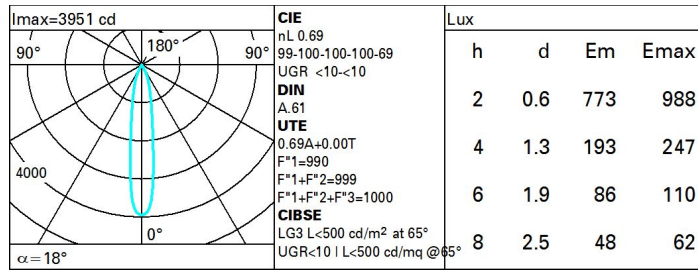 Imax=3951 cd
90° 180° 90°
4000
0°
α=18°
CIE
nL 0.69
99-100-100-100-69
UGR <10-<10
DIN
A.61
UTE
0.69A+0.00T
F"1=990
F"1+F"2=999
F"1+F"2+F"3=1000
CIBSE
LG3 L<500 cd/m² at 65°
UGR<10 | L<500 cd/mq @65°
Lux
h d Em Emax
2 0.6 773 988
4 1.3 193 247
6 1.9 86 110
8 2.5 48 62